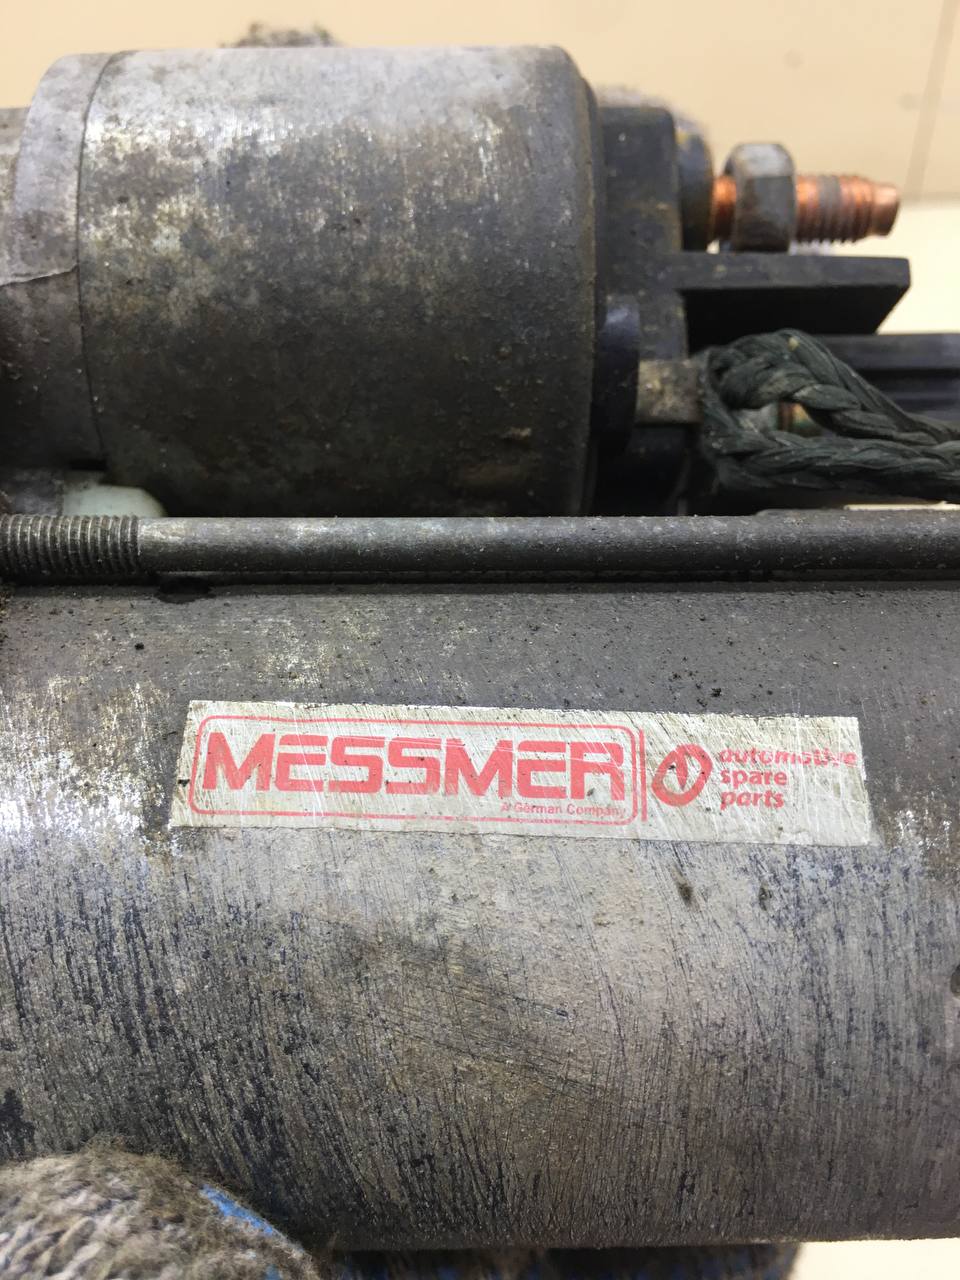 MESSMER
A German Company
automotive
spare
parts